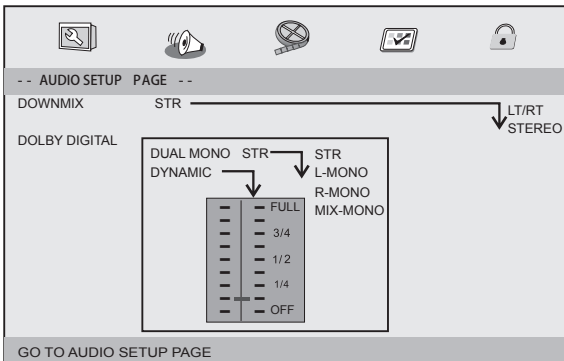 -- AUDIO SETUP PAGE --
DOWNMIX STR LT/RT
STEREO
DOLBY DIGITAL
DUAL MONO STR STR
DYNAMIC L-MONO
R-MONO
FULL MIX-MONO
3/4
1/2
1/4
OFF
GO TO AUDIO SETUP PAGE